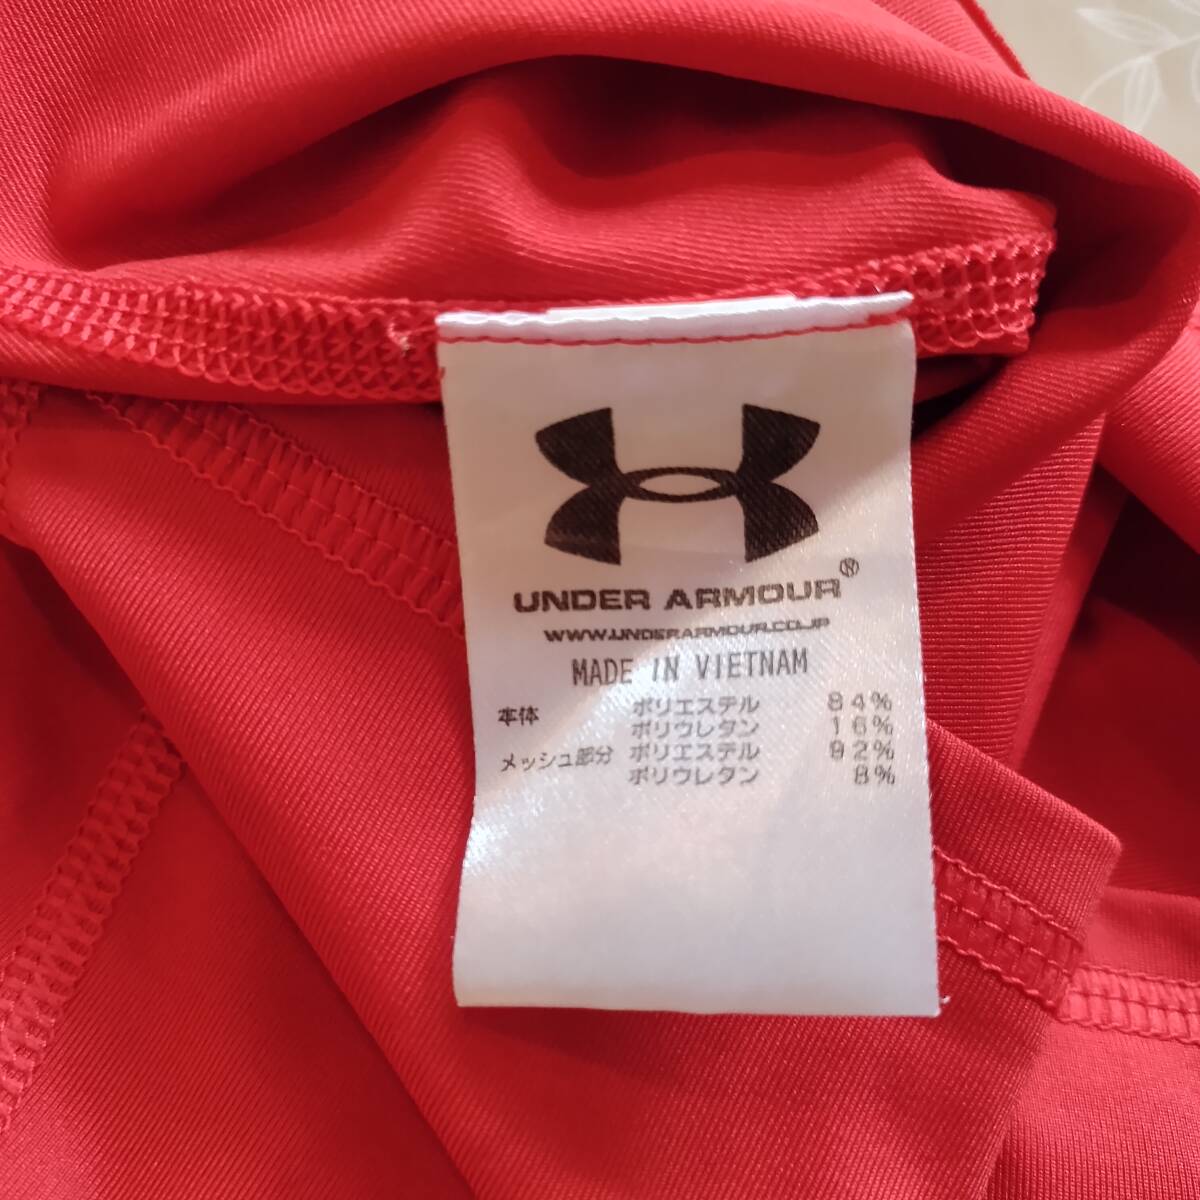 UNDER ARMOUR®
WWW.UNDERARMOUR.CO.JP
MADE IN VIETNAM
本体 ポリエステル 84%
ポリウレタン 16%
メッシュ部分 ポリエステル 92%
ポリウレタン 8%